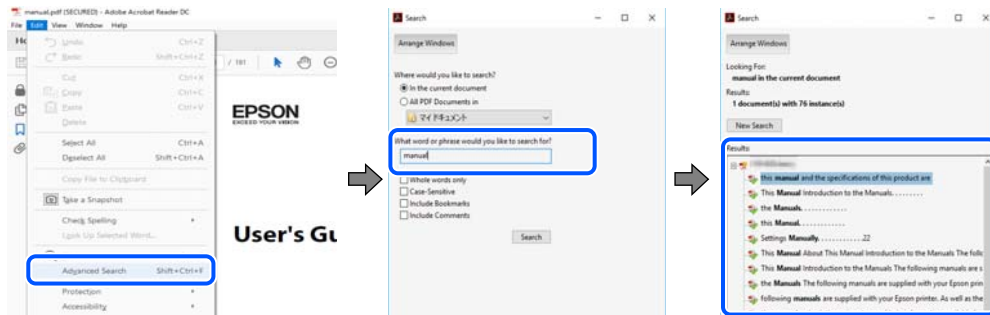 manual.pdf (SECURED) - Adobe Acrobat Reader DC
File Edit View Window Help
Undo Ctrl+Z
Redo Shift+Ctrl+Z
Cut Ctrl+X
Copy Ctrl+C
Paste Ctrl+V
Delete
Select All Ctrl+A
Deselect All Shift+Ctrl+A
Copy File to Clipboard
Take a Snapshot
Check Spelling
Look Up Selected Word...
Advanced Search Shift+Ctrl+F
Protection
Accessibility
/ 191
EPSON
EXCEED YOUR VISION
User's Gu
Search
Arrange Windows
Where would you like to search?
In the current document
All PDF Documents in
マイ ドキュメント
What word or phrase would you like to search for?
manual
Whole words only
Case-Sensitive
Include Bookmarks
Include Comments
Search
Search
Arrange Windows
Looking For:
manual in the current document
Results:
1 document(s) with 76 instance(s)
New Search
Results:
this manual and the specifications of this product are
This Manual Introduction to the Manuals. . . . . . . . .
the Manuals. . . . . . . . . . . . .
this Manual. . . . . . . . . . . . .
Settings Manually. . . . . . . . . . . . .22
This Manual About This Manual Introduction to the Manuals The follo
This Manual Introduction to the Manuals The following manuals are s
the Manuals The following manuals are supplied with your Epson prin
following manuals are supplied with your Epson printer. As well as the